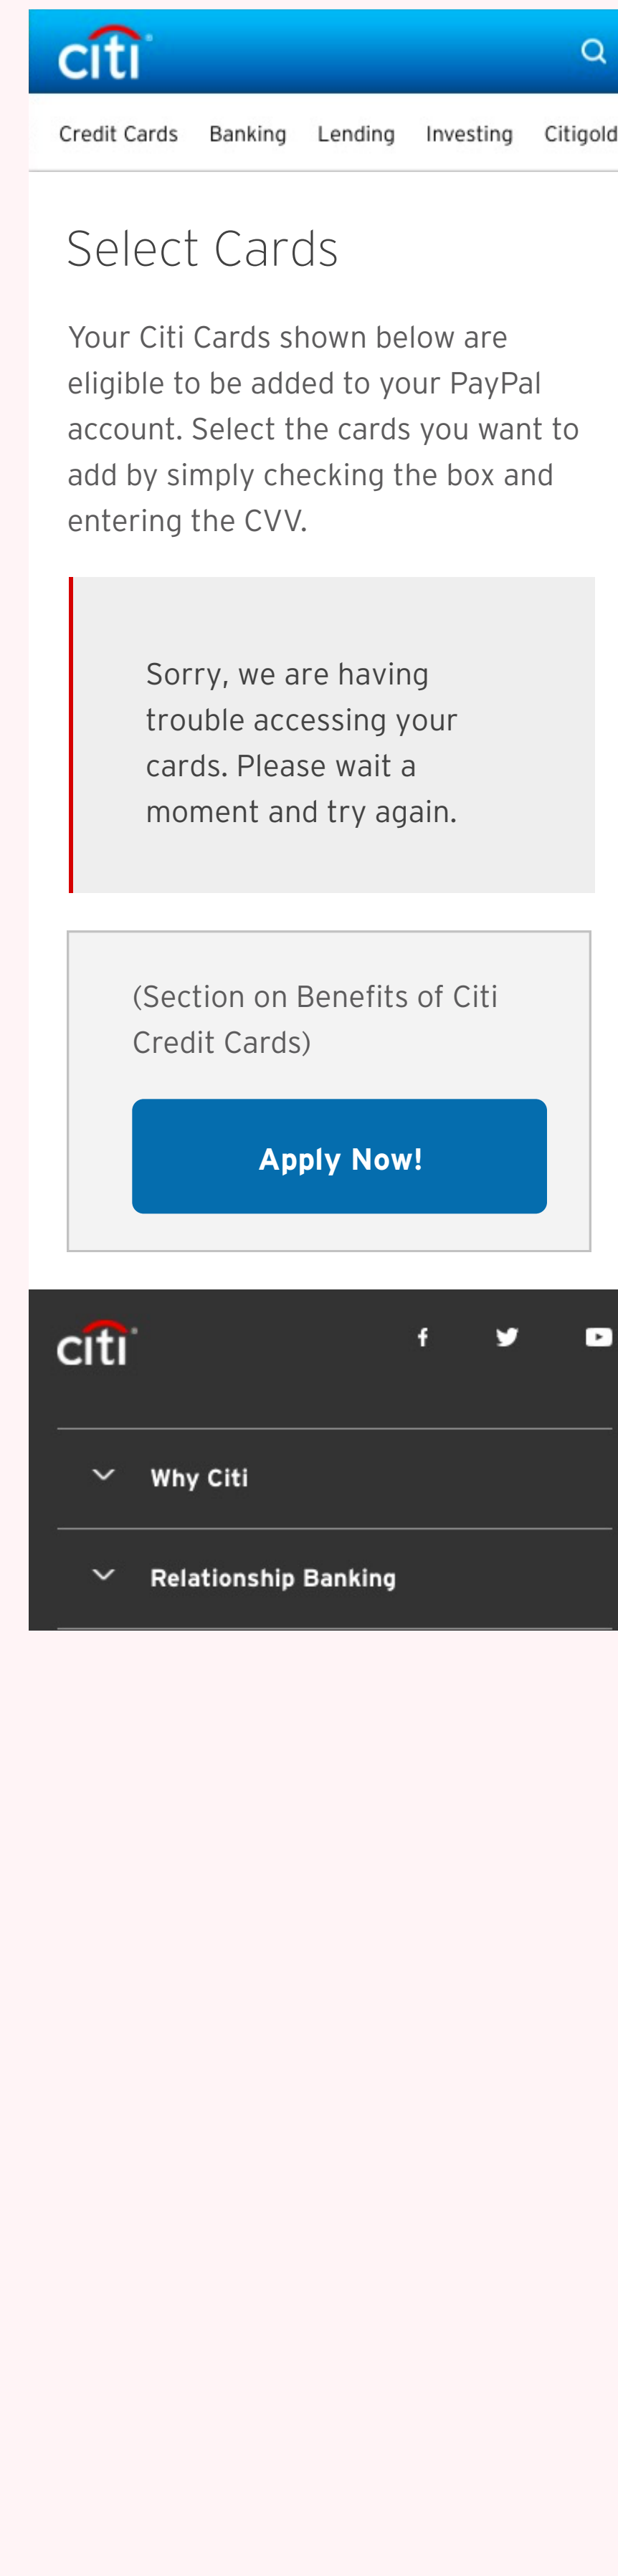 citi
Credit Cards Banking Lending Investing Citigold
Select Cards
Your Citi Cards shown below are
eligible to be added to your PayPal
account. Select the cards you want to
add by simply checking the box and
entering the CVV.
Sorry, we are having
trouble accessing your
cards. Please wait a
moment and try again.
(Section on Benefits of Citi
Credit Cards)
Apply Now!
citi
Why Citi
Relationship Banking